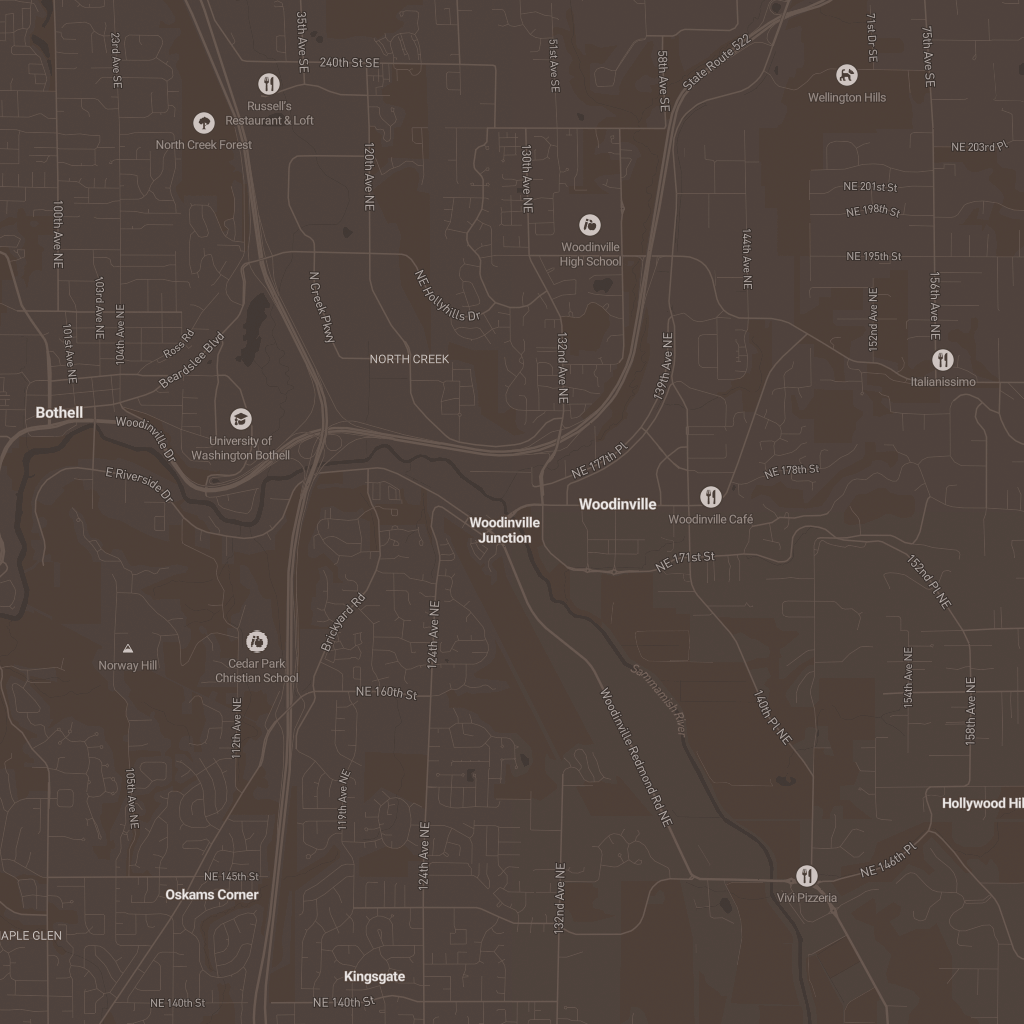 23rd Ave SE
35th Ave SE
240th St SE
51st Ave SE
58th Ave SE
State Route 522
71st Dr SE
75th Ave SE
Russell's
Restaurant & Loft
Wellington Hills
North Creek Forest
120th Ave NE
130th Ave NE
NE 203rd Pl
NE 201st St
NE 198th St
100th Ave NE
Woodinville
High School
144th Ave NE
NE 195th St
103rd Ave NE
104th Ave NE
101st Ave NE
N Creek Pkwy
NE Hollyhills Dr
152nd Ave NE
156th Ave NE
Ross Rd
Beardslee Blvd
NORTH CREEK
132nd Ave NE
139th Ave NE
Italianissimo
Bothell
Woodinville Dr
University of
Washington Bothell
E Riverside Dr
NE 177th Pl
NE 178th St
Woodinville
Woodinville Café
Woodinville
Junction
NE 171st St
152nd Pl NE
Brickyard Rd
124th Ave NE
Norway Hill
Cedar Park
Christian School
Sammamish River
154th Ave NE
158th Ave NE
NE 160th St
112th Ave NE
Woodinville Redmond Rd NE
140th Pl NE
105th Ave NE
119th Ave NE
Hollywood Hil
124th Ave NE
NE 145th St
NE 146th Pl
Oskams Corner
132nd Ave NE
Vivi Pizzeria
APLE GLEN
Kingsgate
NE 140th St
NE 140th St